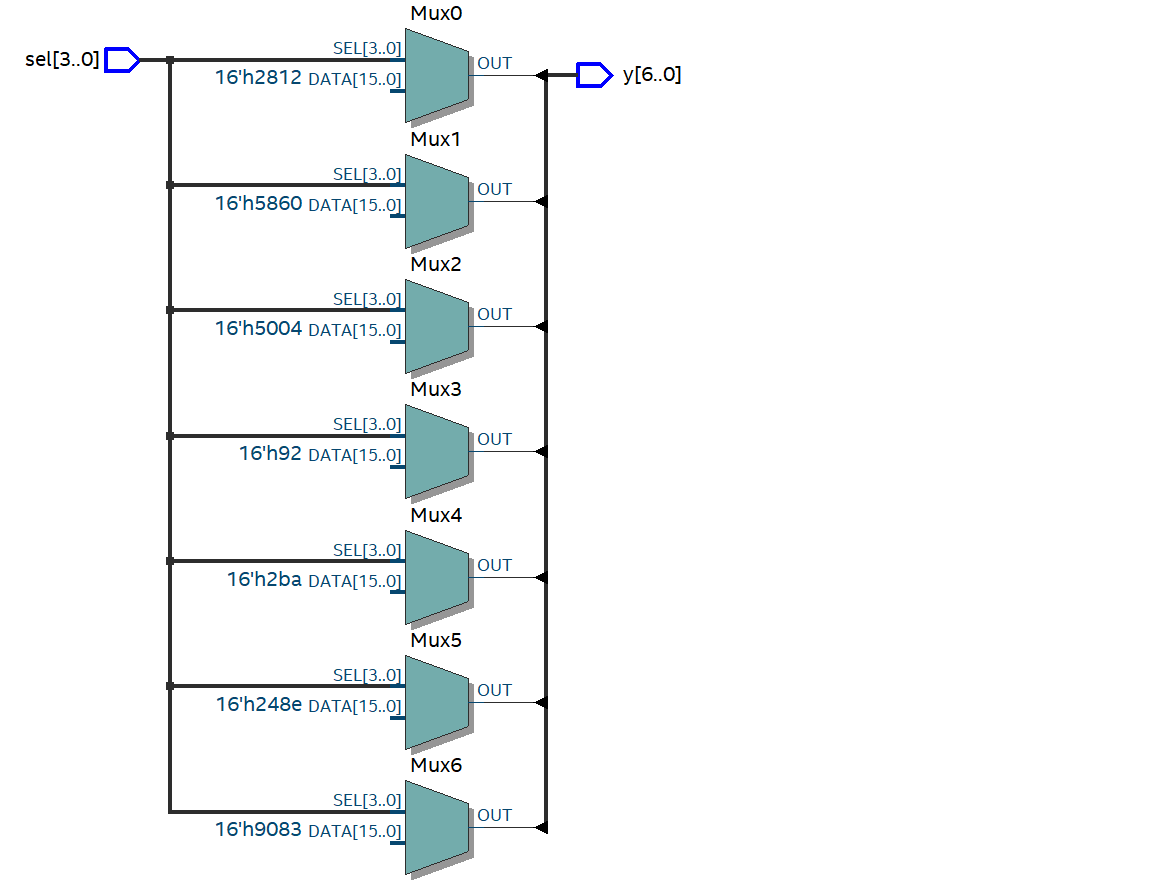 Mux0
sel[3..0]
SEL[3..0]
16'h2812 DATA[15..0]
OUT
y[6..0]
Mux1
SEL[3..0]
16'h5860 DATA[15..0]
OUT
Mux2
SEL[3..0]
16'h5004 DATA[15..0]
OUT
Mux3
SEL[3..0]
16'h92 DATA[15..0]
OUT
Mux4
SEL[3..0]
16'h2ba DATA[15..0]
OUT
Mux5
SEL[3..0]
16'h248e DATA[15..0]
OUT
Mux6
SEL[3..0]
16'h9083 DATA[15..0]
OUT